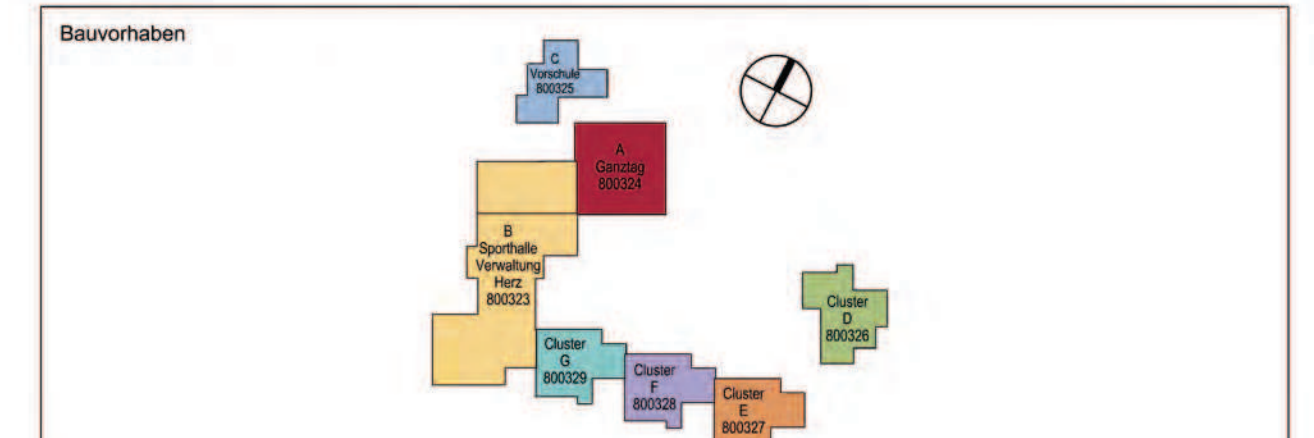 Bauvorhaben
C
Vorschule
800325
A
Ganztag
800324
B
Sporthalle
Verwaltung
Herz
800323
Cluster
D
800326
Cluster
G
800329
Cluster
F
800328
Cluster
E
800327